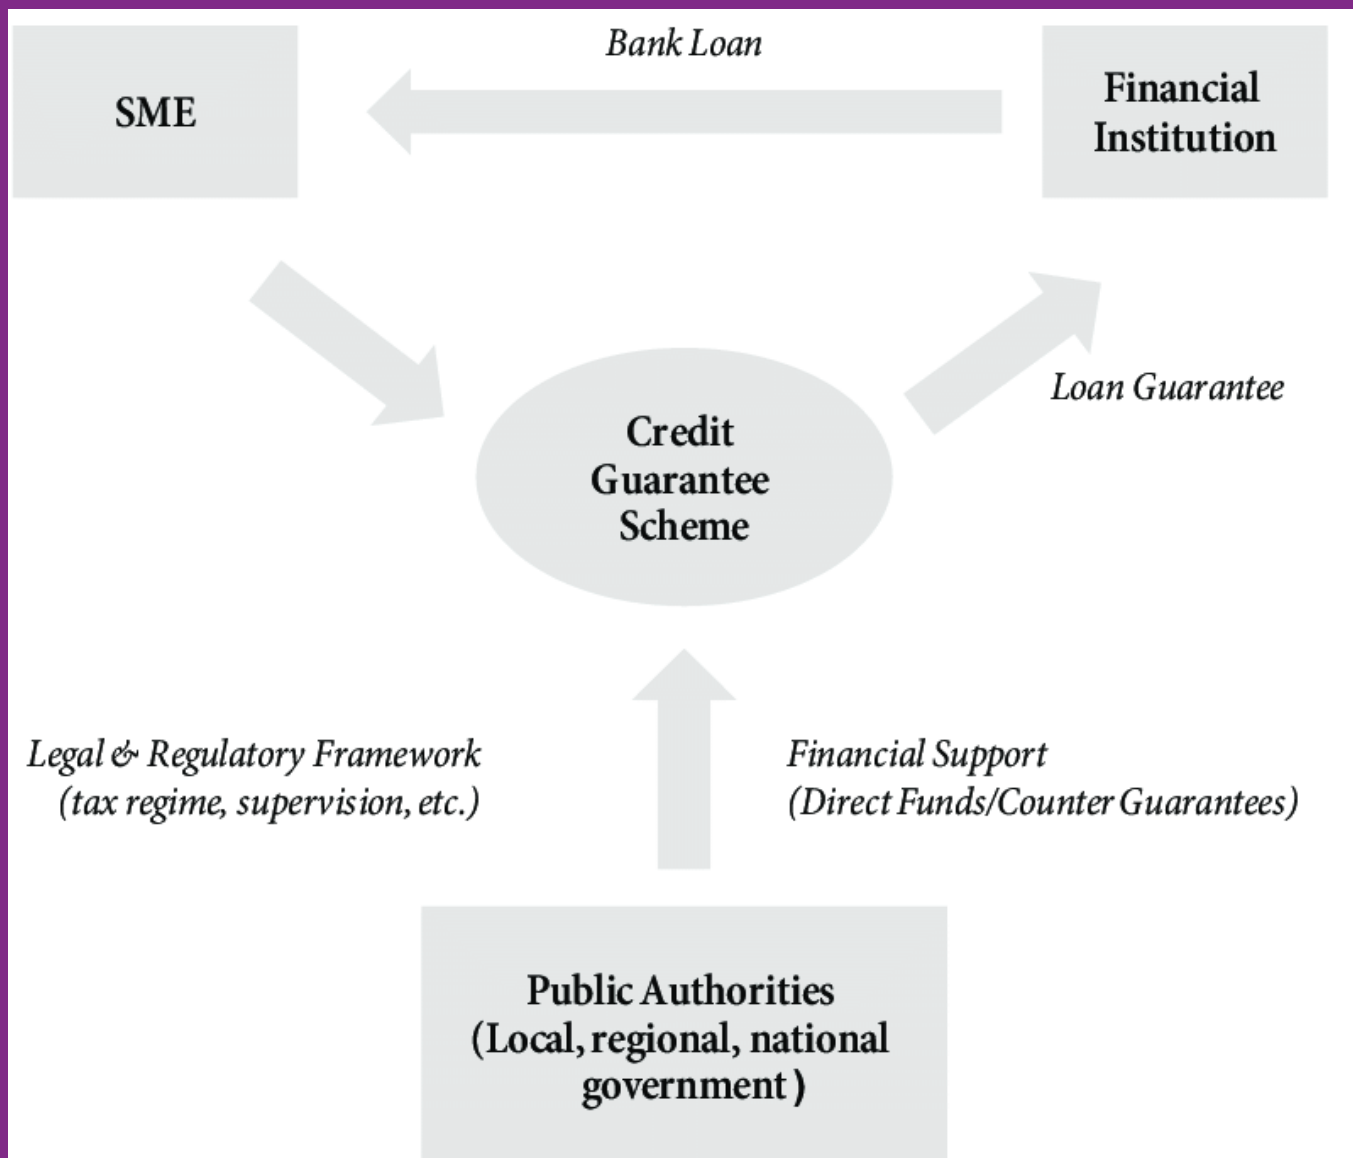 Bank Loan
SME
Financial
Institution
Loan Guarantee
Credit
Guarantee
Scheme
Legal & Regulatory Framework
(tax regime, supervision, etc.)
Financial Support
(Direct Funds/Counter Guarantees)
Public Authorities
(Local, regional, national
government )